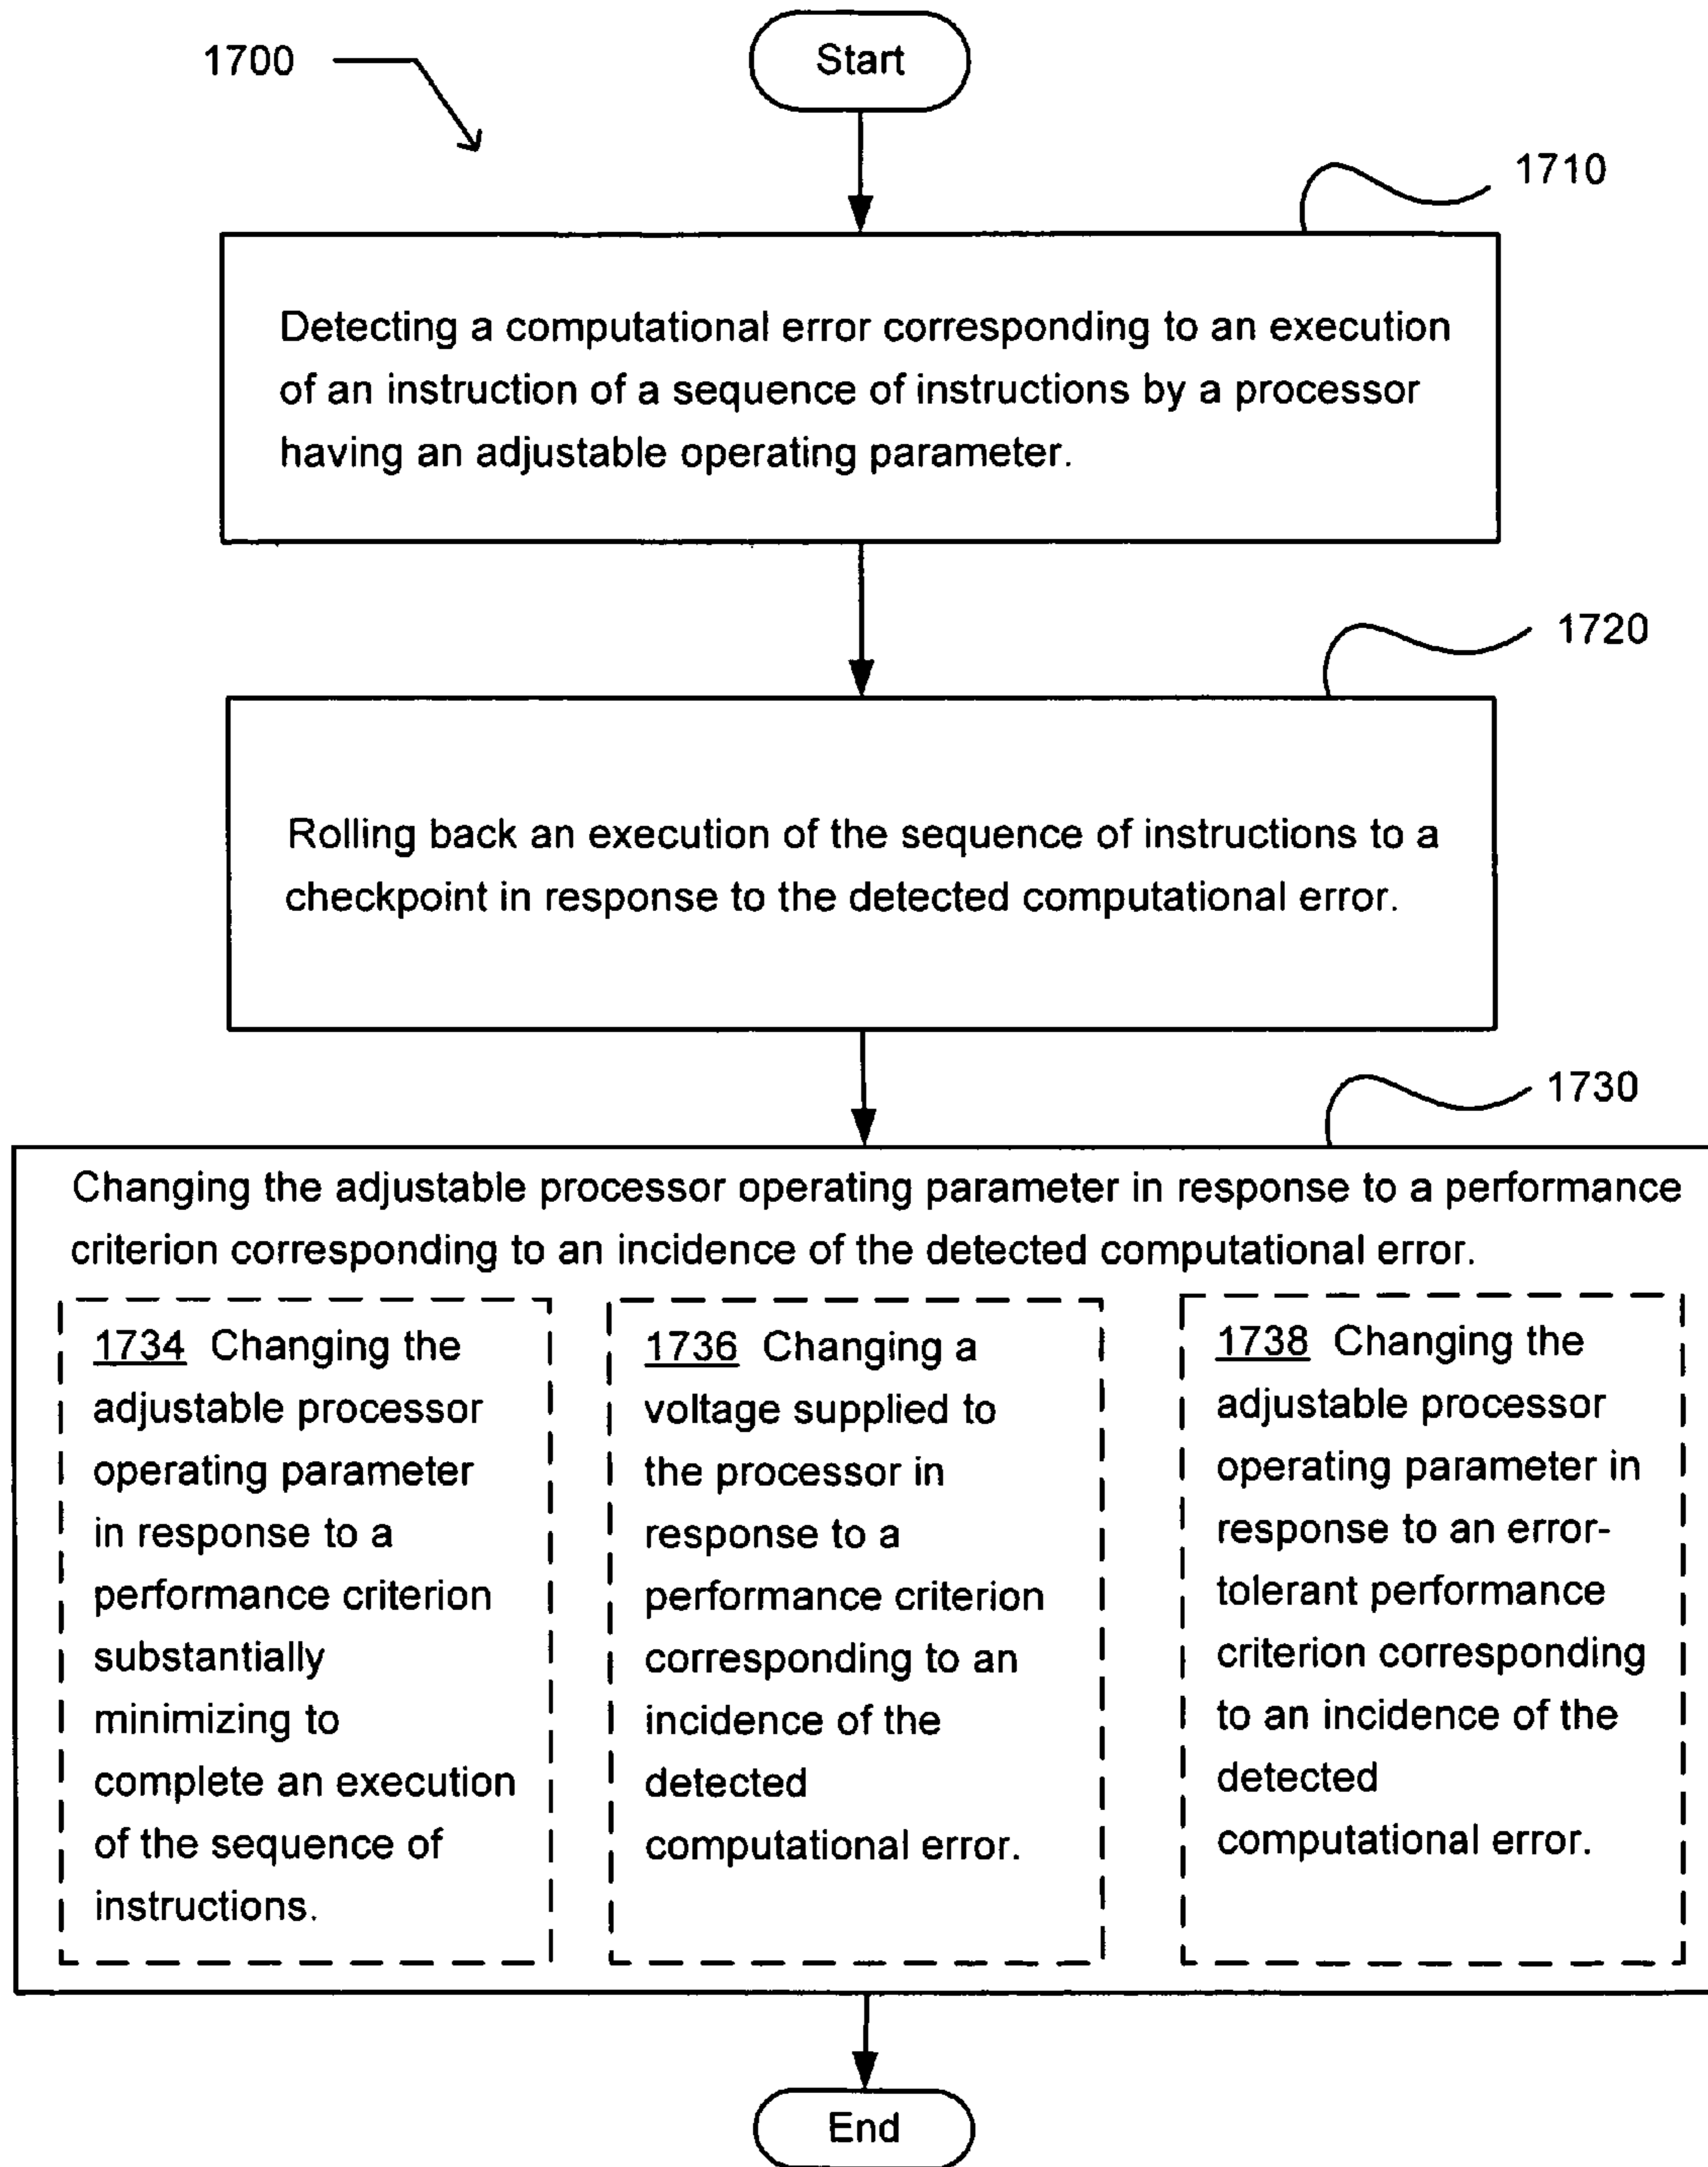 1700
Start
1710
Detecting a computational error corresponding to an execution
of an instruction of a sequence of instructions by a processor
having an adjustable operating parameter.
1720
Rolling back an execution of the sequence of instructions to a
checkpoint in response to the detected computational error.
1730
Changing the adjustable processor operating parameter in response to a performance
criterion corresponding to an incidence of the detected computational error.
1734 Changing the
adjustable processor
operating parameter
in response to a
performance criterion
substantially
minimizing to
complete an execution
of the sequence of
instructions.
1736 Changing a
voltage supplied to
the processor in
response to a
performance criterion
corresponding to an
incidence of the
detected
computational error.
1738 Changing the
adjustable processor
operating parameter in
response to an error-
tolerant performance
criterion corresponding
to an incidence of the
detected
computational error.
End